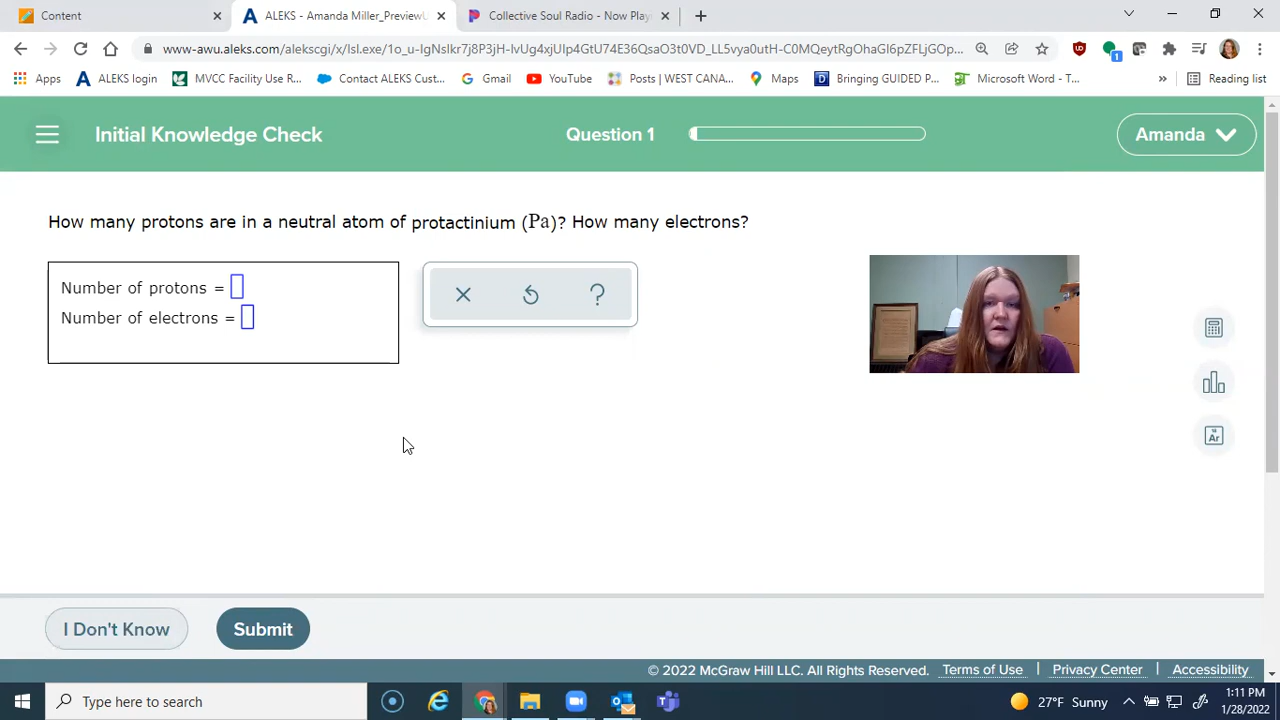 Content
ALEKS - Amanda Miller_PreviewU
Collective Soul Radio - Now Play
www-awu.aleks.com/alekscgi/x/Isl.exe/1o_u-IgNsIkr7j8P3jH-IvUg4xjUIp4GtU74E36QsaO3t0VD_LL5vya8utH-C0MQeytRgOhaGI6pZFLjGOp...
Apps
ALEKS login
MVCC Facility Use R...
Contact ALEKS Cust...
Gmail
YouTube
Posts | WEST CANA...
Maps
Bringing GUIDED P...
Microsoft Word - T...
»
Reading list
Initial Knowledge Check
Question 1
Amanda
How many protons are in a neutral atom of protactinium (Pa)? How many electrons?
Number of protons =
Number of electrons =
?
Ar
I Don't Know
Submit
© 2022 McGraw Hill LLC. All Rights Reserved. Terms of Use | Privacy Center | Accessibility
Type here to search
27°F Sunny
1:11 PM
1/28/2022